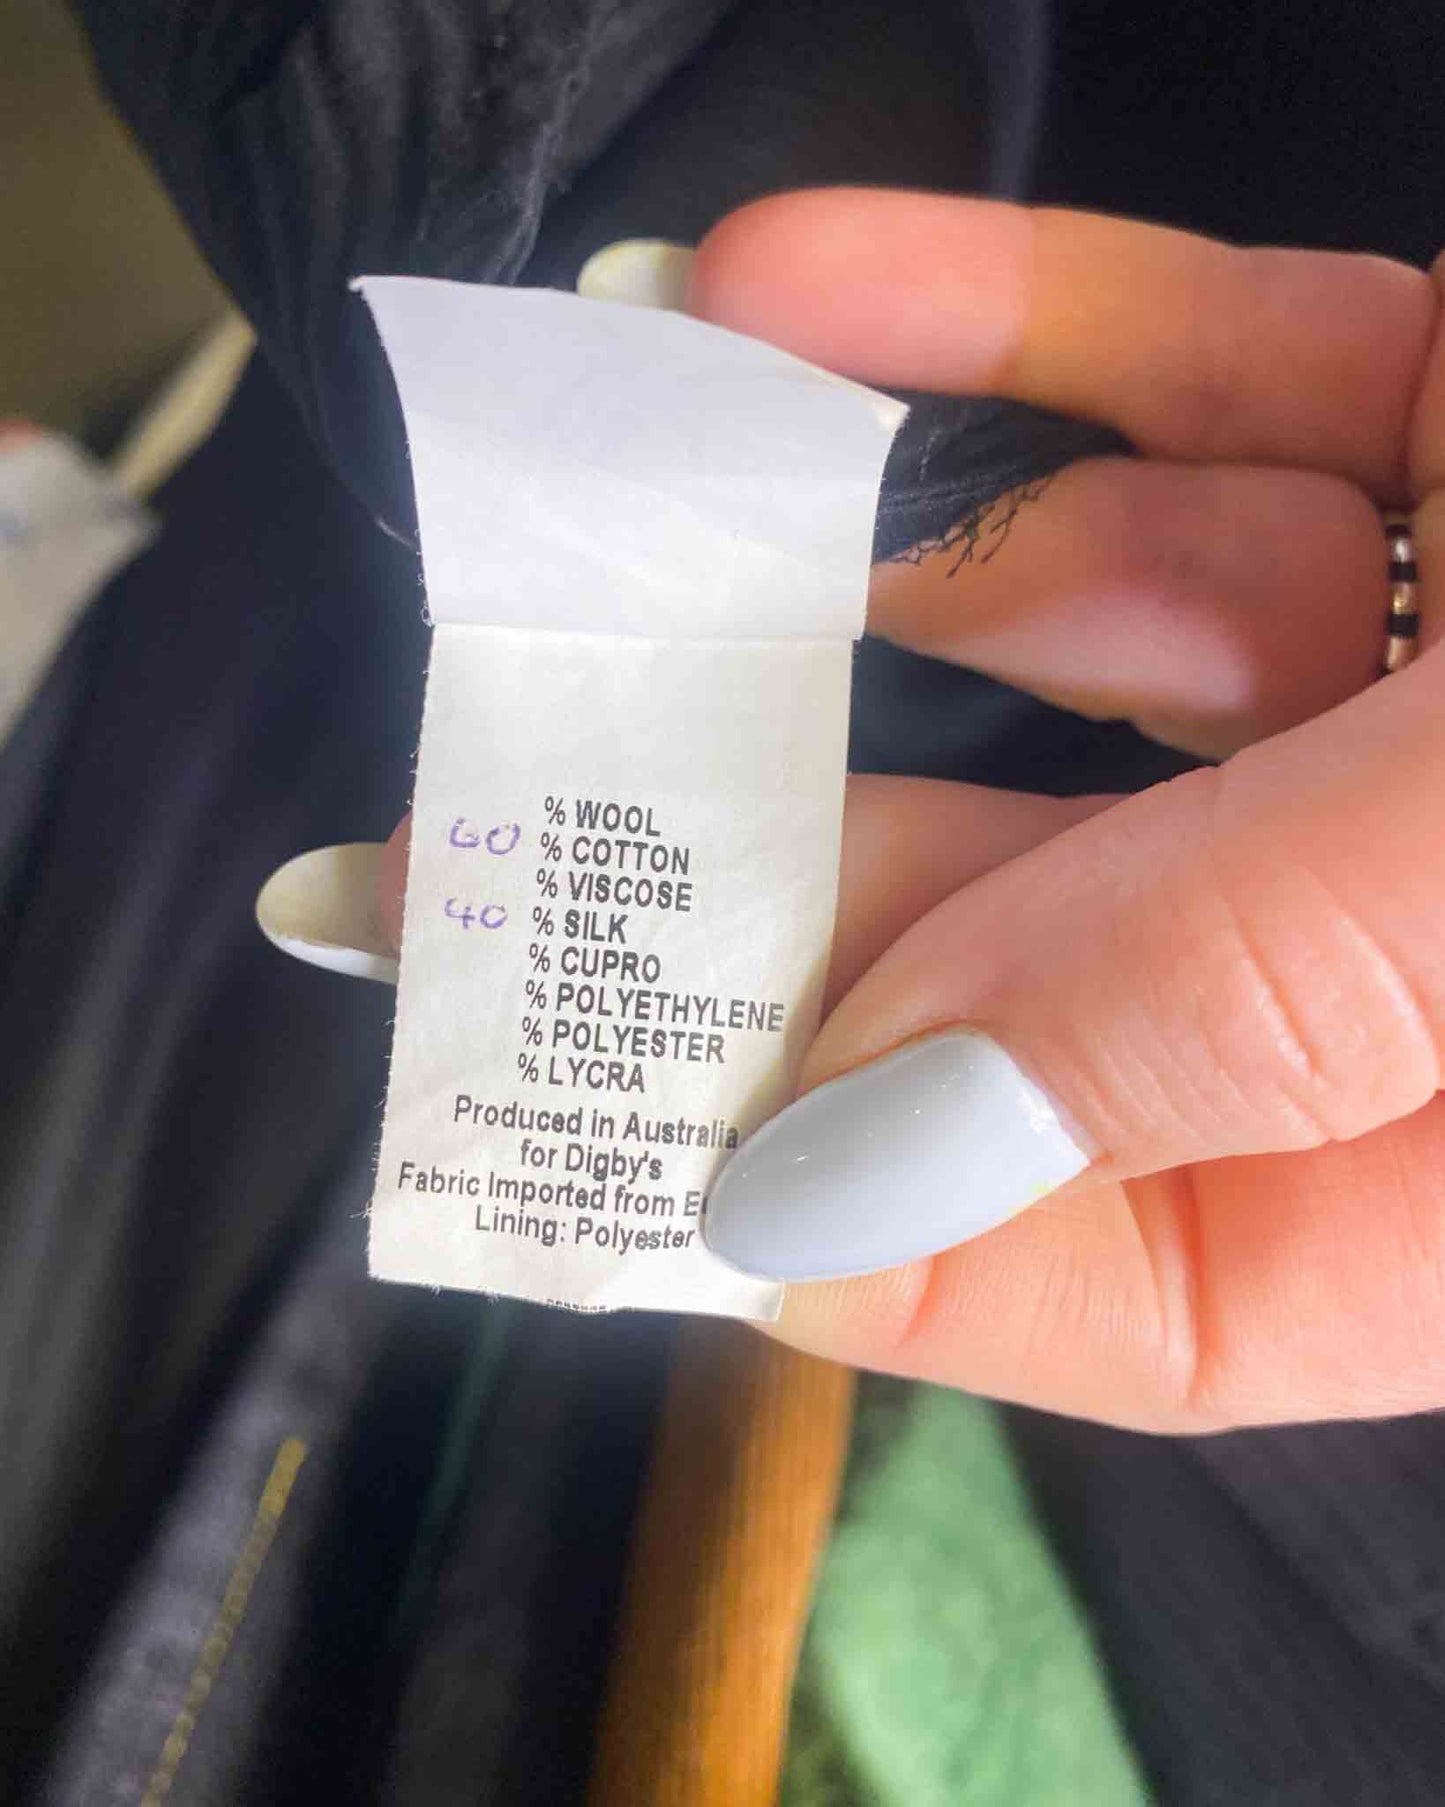 % WOOL
60 % COTTON
% VISCOSE
40 % SILK
% CUPRO
% POLYETHYLENE
% POLYESTER
% LYCRA
Produced in Australia
for Digby's
Fabric Imported from
Lining: Polyester